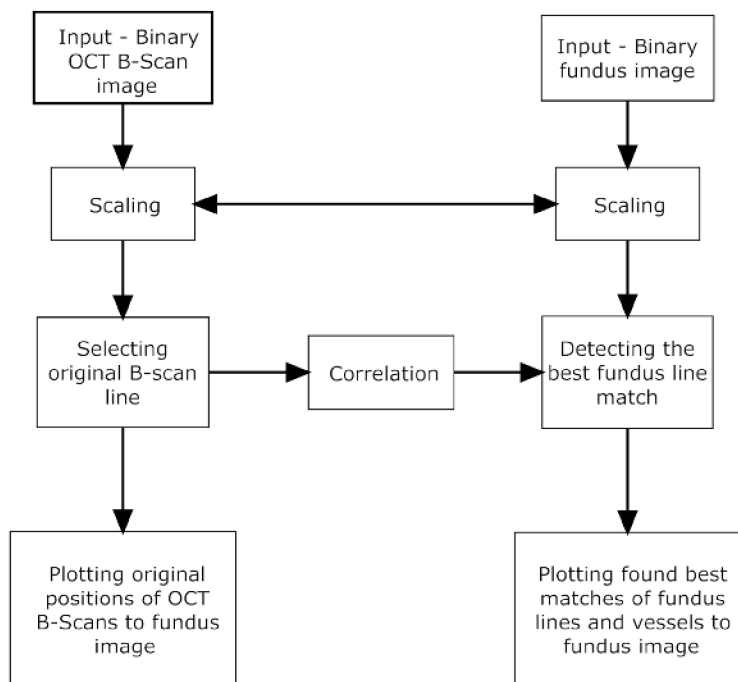 Input - Binary
OCT B-Scan
image
Input - Binary
fundus image
Scaling
Scaling
Selecting
original B-scan
line
Correlation
Detecting the
best fundus line
match
Plotting original
positions of OCT
B-Scans to fundus
image
Plotting found best
matches of fundus
lines and vessels to
fundus image